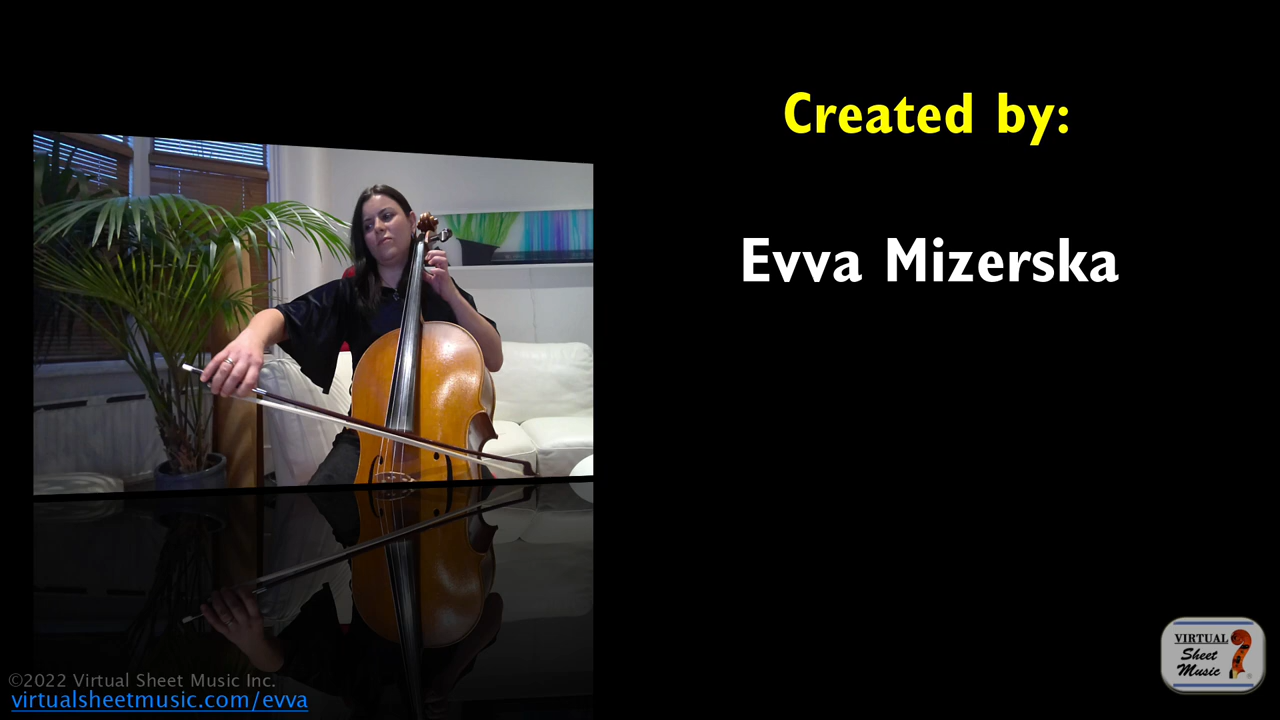 Created by:
Evva Mizerska
©2022 Virtual Sheet Music Inc.
virtualsheetmusic.com/evva
VIRTUAL
Sheet
Music